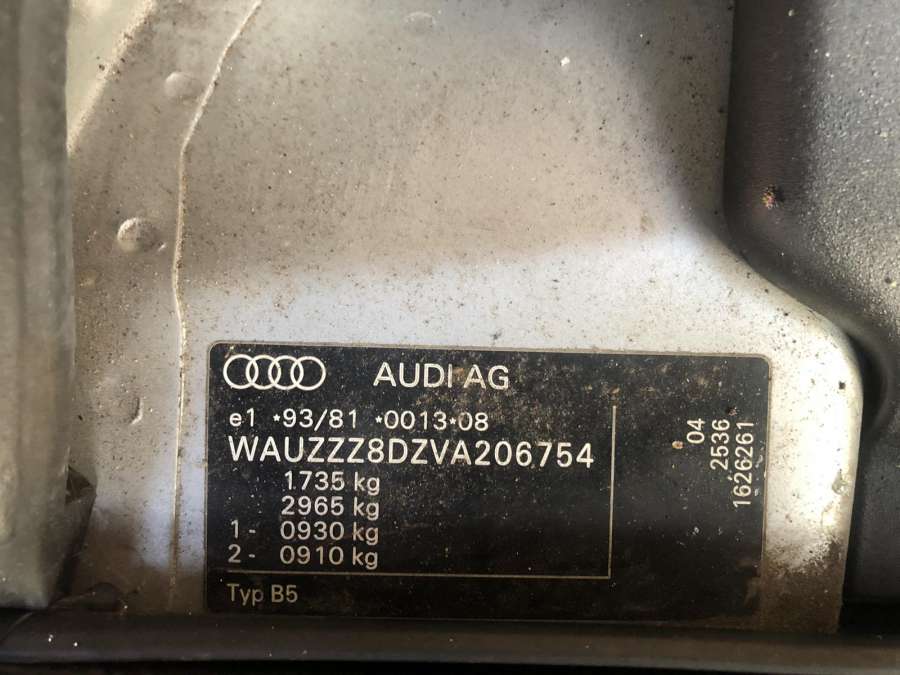 AUDI AG
e1 *93/81 *0013*08
WAUZZZ8DZVA206754
1735 kg
2965 kg
1- 0930 kg
2- 0910 kg
Typ B5
04
2536
1626261